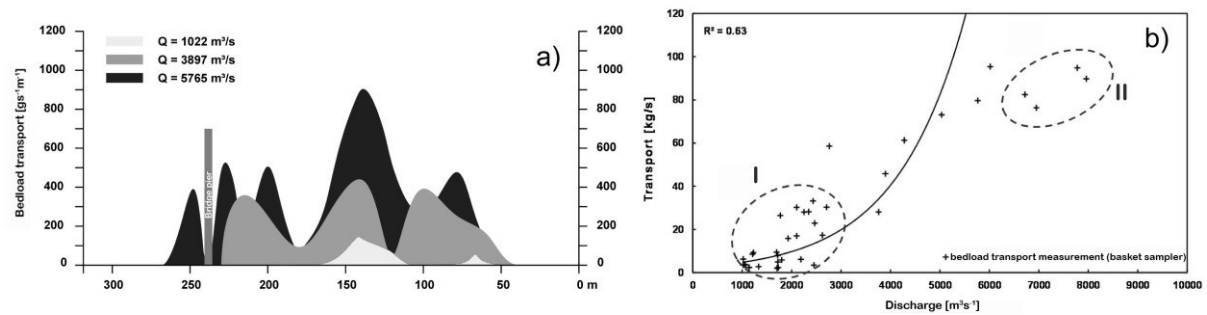 1200
1000
800
600
400
200
0
Bedload transport [gs⁻¹m⁻¹]
Q = 1022 m³/s
Q = 3897 m³/s
Q = 5765 m³/s
a)
Bridge pier
1200
1000
800
600
400
200
0
300 250 200 150 100 50 0 m
R² = 0.63
b)
120
100
80
60
40
20
0
Transport [kg/s]
I
II
+bedload transport measurement (basket sampler)
0 1000 2000 3000 4000 5000 6000 7000 8000 9000 10000
Discharge [m³s⁻¹]